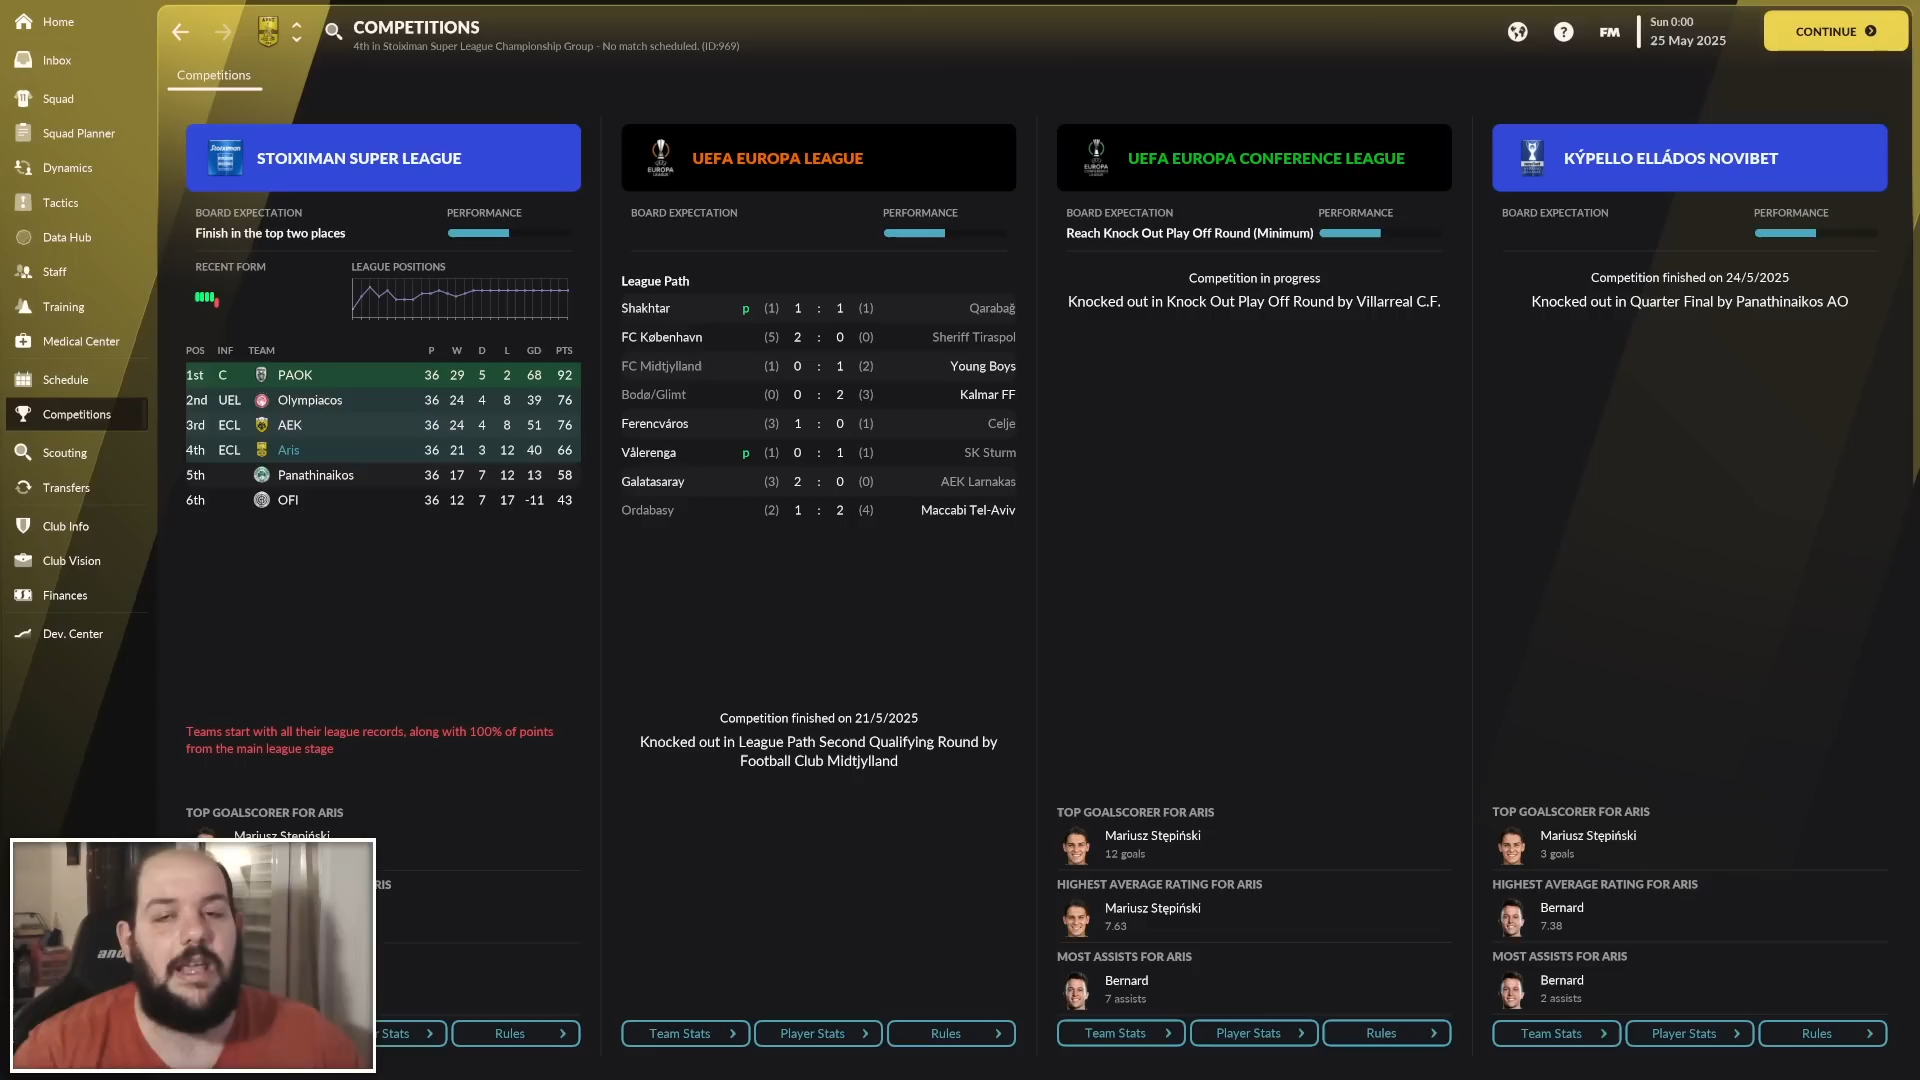 Home
Inbox
Squad
Squad Planner
Dynamics
Tactics
Data Hub
Staff
Training
Medical Center
Schedule
Competitions
Scouting
Transfers
Club Info
Club Vision
Finances
Dev. Center
COMPETITIONS
4th in Stoiximan Super League Championship Group - No match scheduled. (ID:969)
FM
Sun 0:00
25 May 2025
CONTINUE
Competitions
STOIXIMAN SUPER LEAGUE
BOARD EXPECTATION PERFORMANCE
Finish in the top two places
RECENT FORM LEAGUE POSITIONS
POS INF TEAM P W D L GD PTS
1st C PAOK 36 29 5 2 68 92
2nd UEL Olympiacos 36 24 4 8 39 76
3rd ECL AEK 36 24 4 8 51 76
4th ECL Aris 36 21 3 12 40 66
5th Panathinaikos 36 17 7 12 13 58
6th OFI 36 12 7 17 -11 43
Teams start with all their league records, along with 100% of points
from the main league stage
TOP GOALSCORER FOR ARIS
Mariusz Stępiński
RIS
r Stats Rules
UEFA EUROPA LEAGUE
BOARD EXPECTATION PERFORMANCE
League Path
Shakhtar p (1) 1 : 1 (1) Qarabağ
FC København (5) 2 : 0 (0) Sheriff Tiraspol
FC Midtjylland (1) 0 : 1 (2) Young Boys
Bodø/Glimt (0) 0 : 2 (3) Kalmar FF
Ferencváros (3) 1 : 0 (1) Celje
Vålerenga p (1) 0 : 1 (1) SK Sturm
Galatasaray (3) 2 : 0 (0) AEK Larnakas
Ordabasy (2) 1 : 2 (4) Maccabi Tel-Aviv
Competition finished on 21/5/2025
Knocked out in League Path Second Qualifying Round by
Football Club Midtjylland
Team Stats Player Stats Rules
UEFA EUROPA CONFERENCE LEAGUE
BOARD EXPECTATION PERFORMANCE
Reach Knock Out Play Off Round (Minimum)
Competition in progress
Knocked out in Knock Out Play Off Round by Villarreal C.F.
TOP GOALSCORER FOR ARIS
Mariusz Stępiński
12 goals
HIGHEST AVERAGE RATING FOR ARIS
Mariusz Stępiński
7.63
MOST ASSISTS FOR ARIS
Bernard
7 assists
Team Stats Player Stats Rules
KÝPELLO ELLÁDOS NOVIBET
BOARD EXPECTATION PERFORMANCE
Competition finished on 24/5/2025
Knocked out in Quarter Final by Panathinaikos AO
TOP GOALSCORER FOR ARIS
Mariusz Stępiński
3 goals
HIGHEST AVERAGE RATING FOR ARIS
Bernard
7.38
MOST ASSISTS FOR ARIS
Bernard
2 assists
Team Stats Player Stats Rules